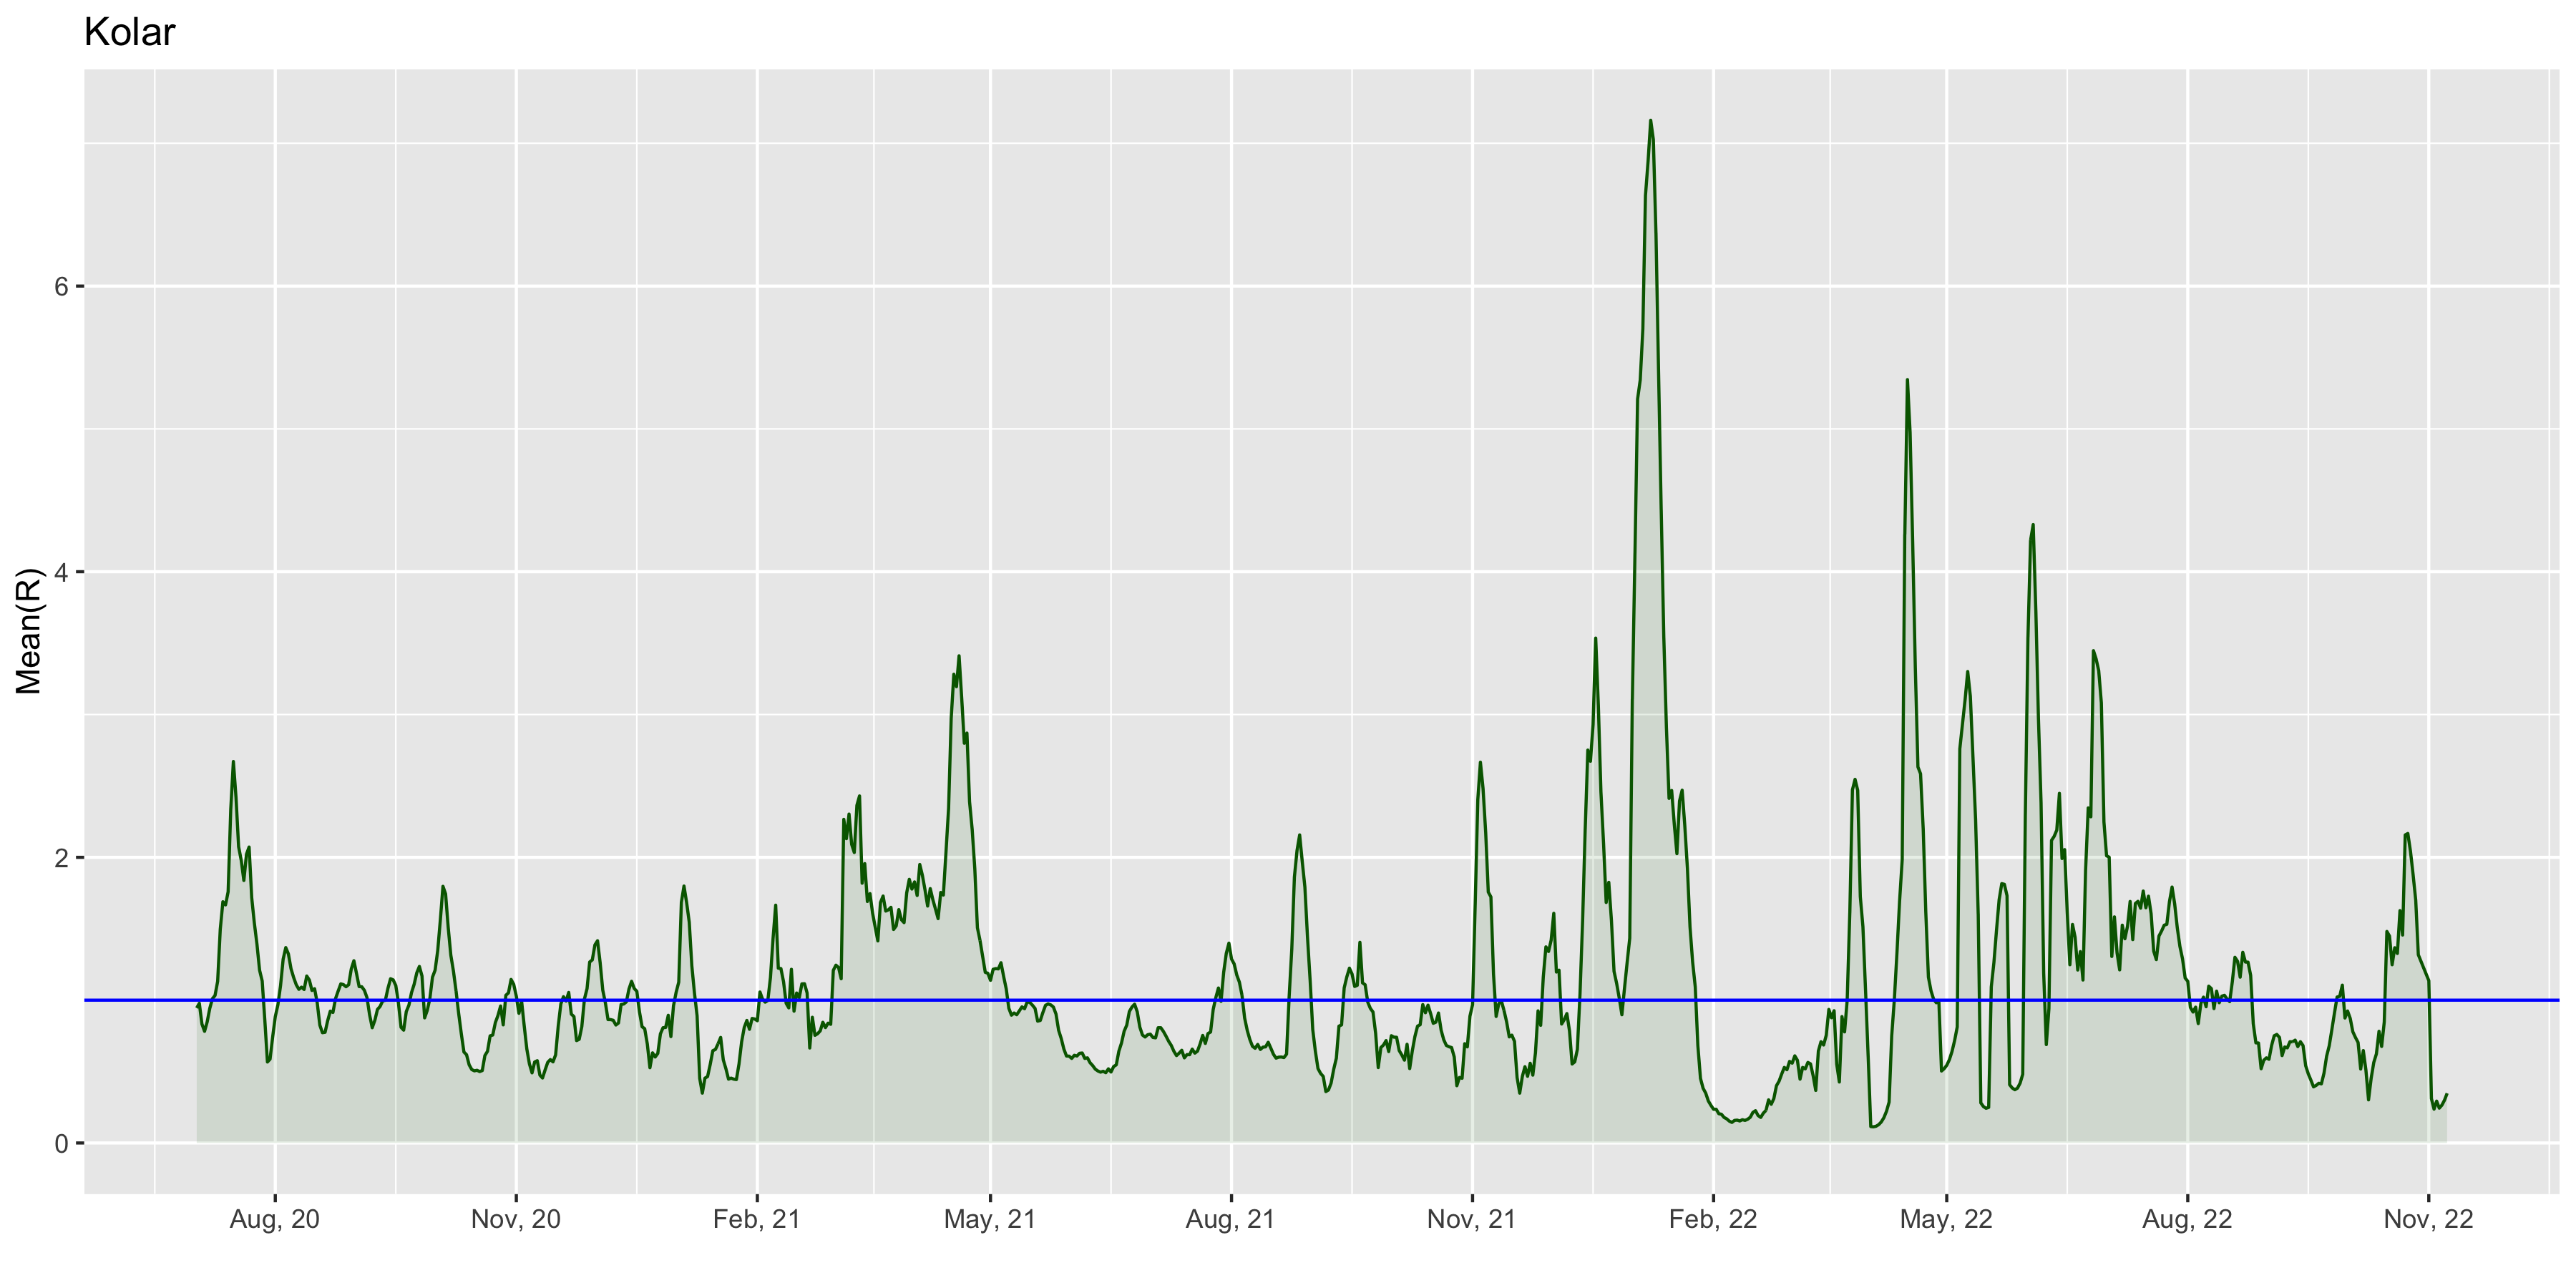 Kolar
Mean(R)
6
4
2
0
Aug, 20
Nov, 20
Feb, 21
May, 21
Aug, 21
Nov, 21
Feb, 22
May, 22
Aug, 22
Nov, 22